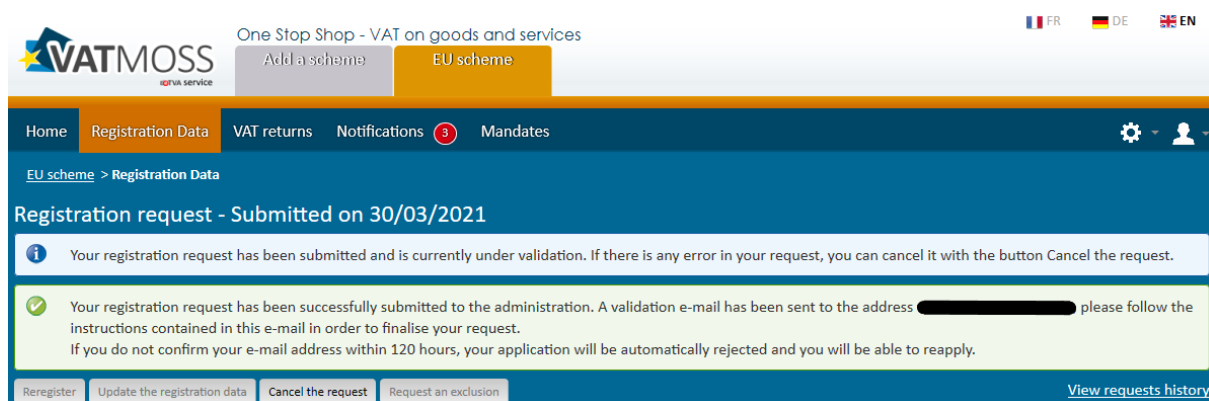 FR DE EN
VATMOSS
eTVA service
One Stop Shop - VAT on goods and services
Add a scheme EU scheme
Home Registration Data VAT returns Notifications 3 Mandates
EU scheme > Registration Data
Registration request - Submitted on 30/03/2021
Your registration request has been submitted and is currently under validation. If there is any error in your request, you can cancel it with the button Cancel the request.
Your registration request has been successfully submitted to the administration. A validation e-mail has been sent to the address please follow the
instructions contained in this e-mail in order to finalise your request.
If you do not confirm your e-mail address within 120 hours, your application will be automatically rejected and you will be able to reapply.
Reregister Update the registration data Cancel the request Request an exclusion View requests history